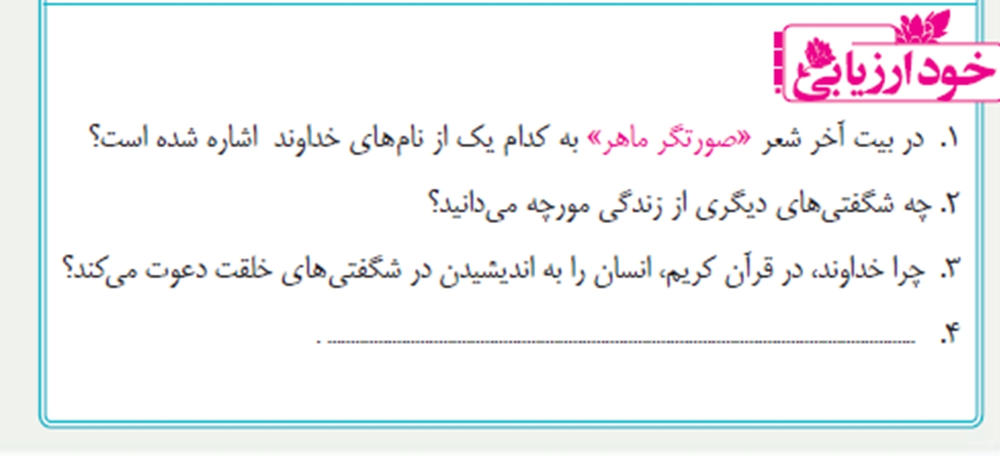 خودارزیابی
۱. در بیت آخر شعر «صورتگر ماهر» به کدام یک از نام‌های خداوند اشاره شده است؟
۲. چه شگفتی‌های دیگری از زندگی مورچه می‌دانید؟
۳. چرا خداوند، در قرآن کریم، انسان را به اندیشیدن در شگفتی‌های خلقت دعوت می‌کند؟
۴. .